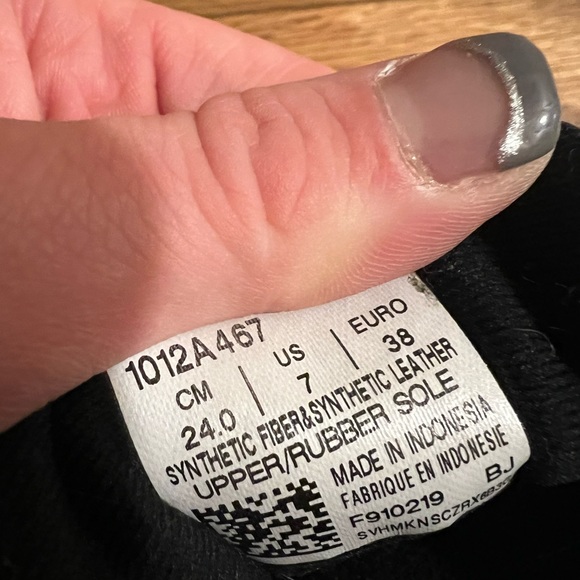 1012A467
CM | US | EURO
24.0 | 7 | 38
SYNTHETIC FIBER&SYNTHETIC LEATHER
UPPER/RUBBER SOLE
MADE IN INDONESIA
FABRIQUE EN INDONESIE
F910219 BJ